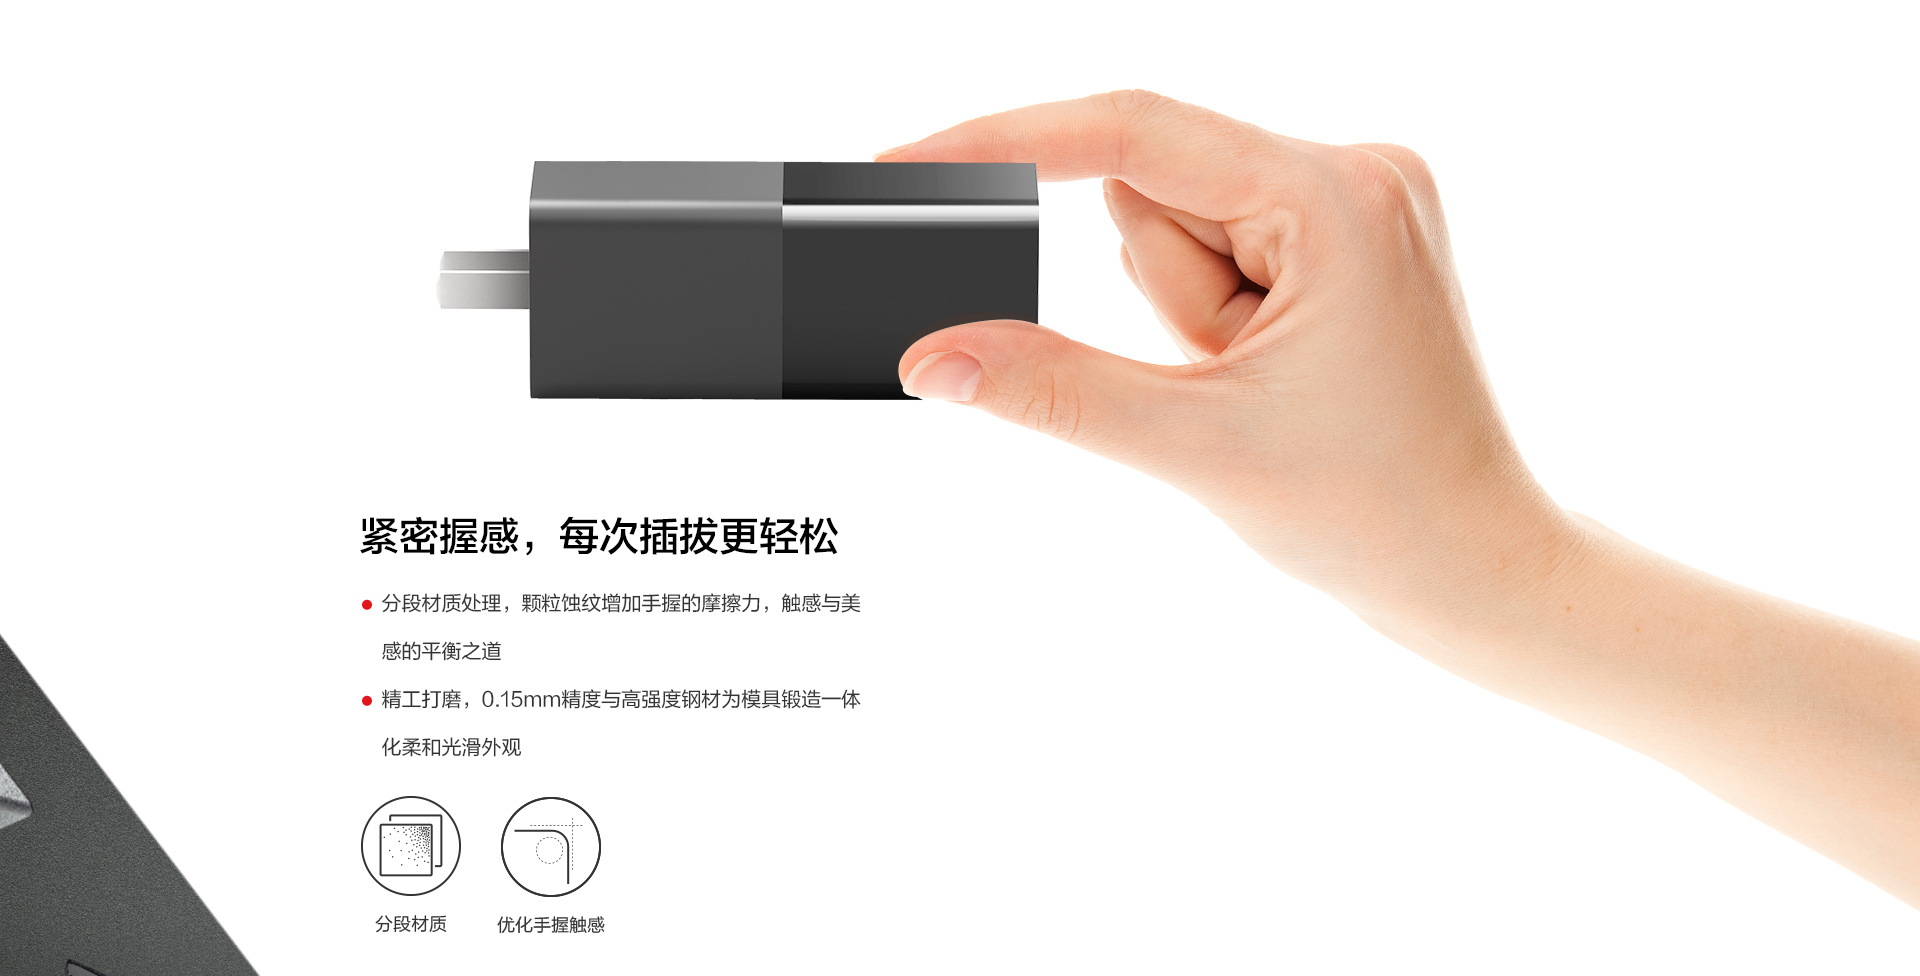 紧密握感，每次插拔更轻松
分段材质处理，颗粒蚀纹增加手握的摩擦力，触感与美
感的平衡之道
精工打磨，0.15mm精度与高强度钢材为模具锻造一体
化柔和光滑外观
分段材质
优化手握触感